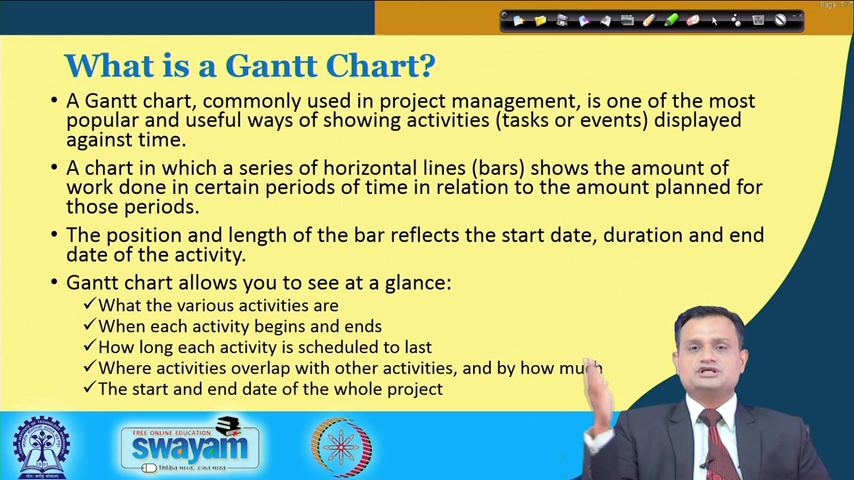 What is a Gantt Chart?
• A Gantt chart, commonly used in project management, is one of the most
popular and useful ways of showing activities (tasks or events) displayed
against time.
• A chart in which a series of horizontal lines (bars) shows the amount of
work done in certain periods of time in relation to the amount planned for
those periods.
• The position and length of the bar reflects the start date, duration and end
date of the activity.
• Gantt chart allows you to see at a glance:
✓What the various activities are
✓When each activity begins and ends
✓How long each activity is scheduled to last
✓Where activities overlap with other activities, and by how much
✓The start and end date of the whole project
FREE ONLINE EDUCATION
swayam
शिक्षित भारत, उन्नत भारत